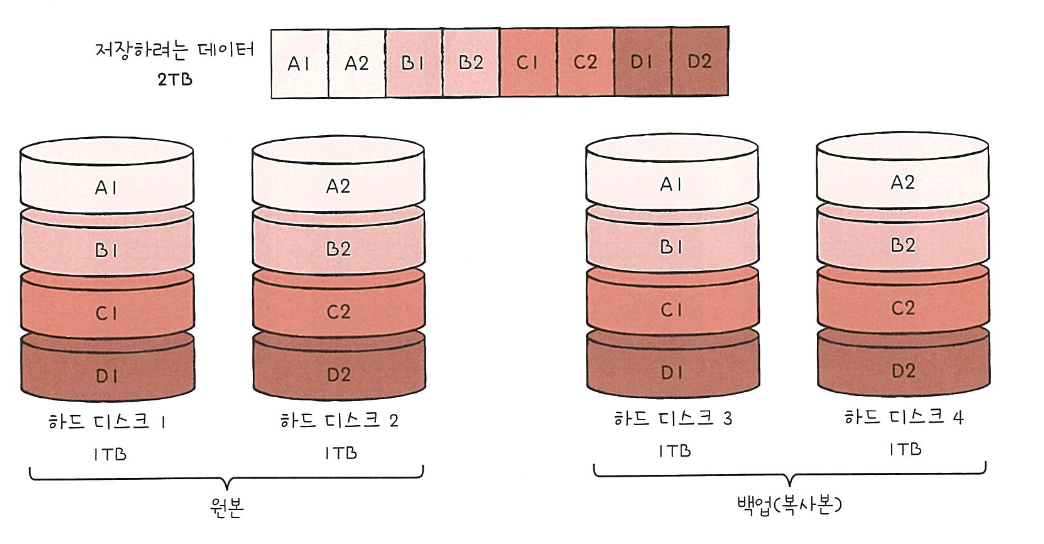 저장하려는 데이터
2TB
A1 A2 B1 B2 C1 C2 D1 D2
A1 A2 A1 A2
B1 B2 B1 B2
C1 C2 C1 C2
D1 D2 D1 D2
하드 디스크 1 하드 디스크 2 하드 디스크 3 하드 디스크 4
1TB 1TB 1TB 1TB
원본 백업(복사본)